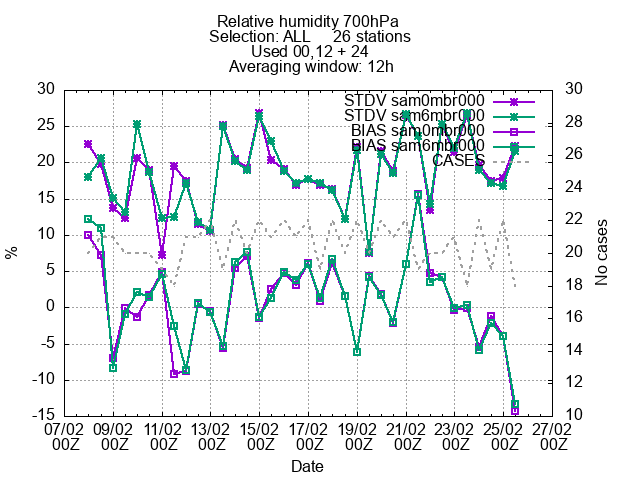 Relative humidity 700hPa
Selection: ALL 26 stations
Used 00,12 + 24
Averaging window: 12h
STDV sam0mbr000
STDV sam6mbr000
BIAS sam0mbr000
BIAS sam6mbr000
CASES
30
25
20
15
10
5
0
-5
-10
-15
%
30
28
26
24
22
20
18
16
14
12
10
No cases
07/02 09/02 11/02 13/02 15/02 17/02 19/02 21/02 23/02 25/02 27/02
00Z 00Z 00Z 00Z 00Z 00Z 00Z 00Z 00Z 00Z 00Z
Date